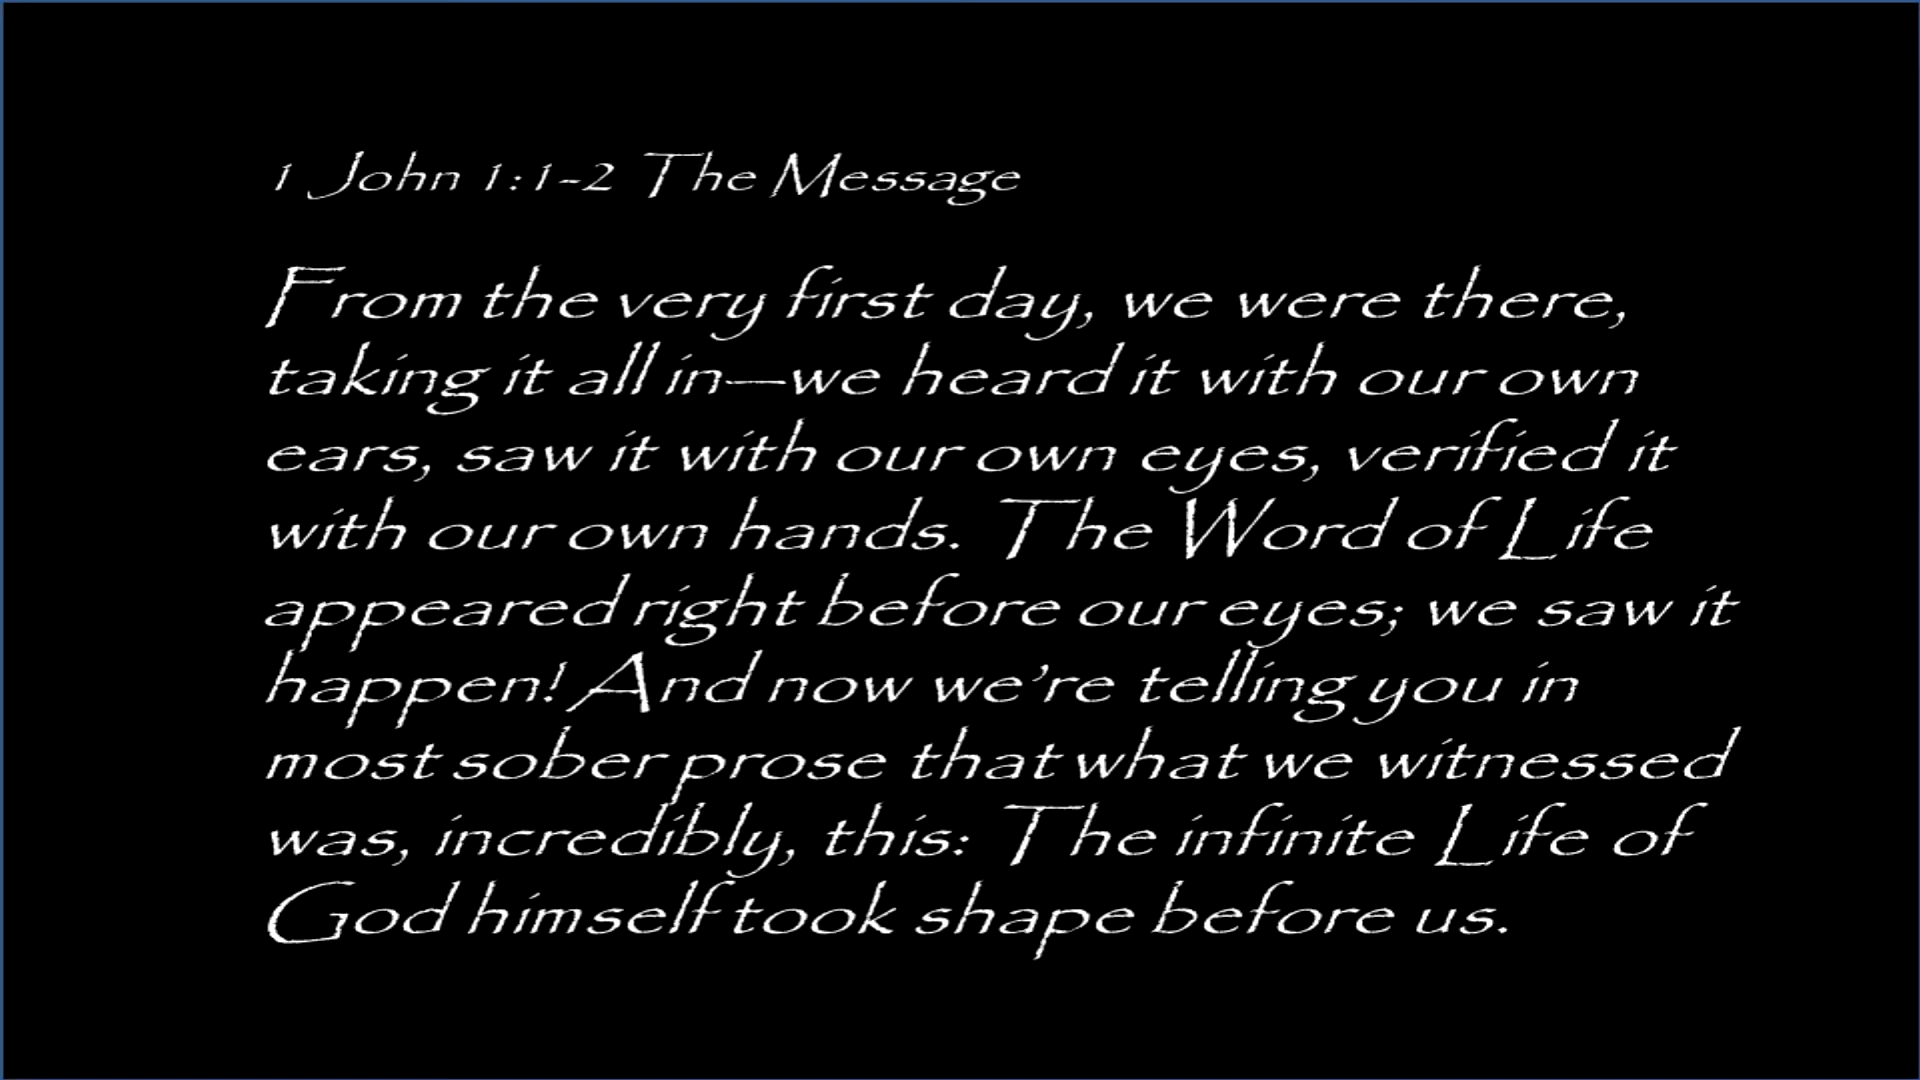 1 John 1:1-2 The Message
From the very first day, we were there,
taking it all in—we heard it with our own
ears, saw it with our own eyes, verified it
with our own hands. The Word of Life
appeared right before our eyes; we saw it
happen! And now we’re telling you in
most sober prose that what we witnessed
was, incredibly, this: The infinite Life of
God himself took shape before us.